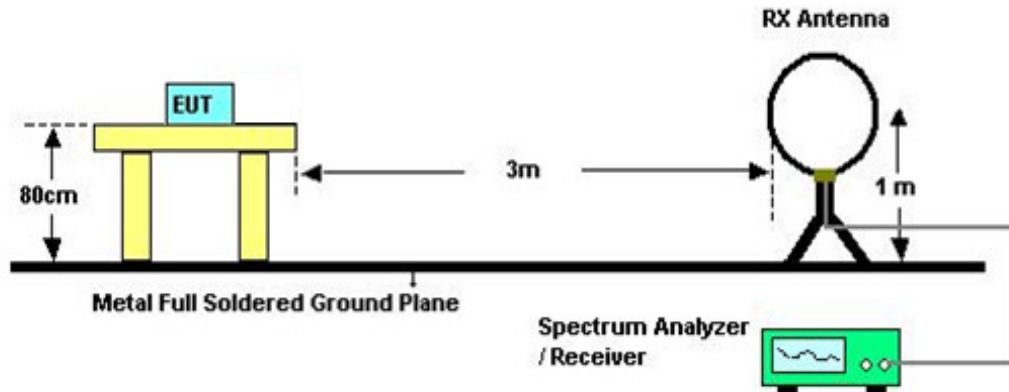 RX Antenna
EUT
80cm
3m
1 m
Metal Full Soldered Ground Plane
Spectrum Analyzer
/ Receiver